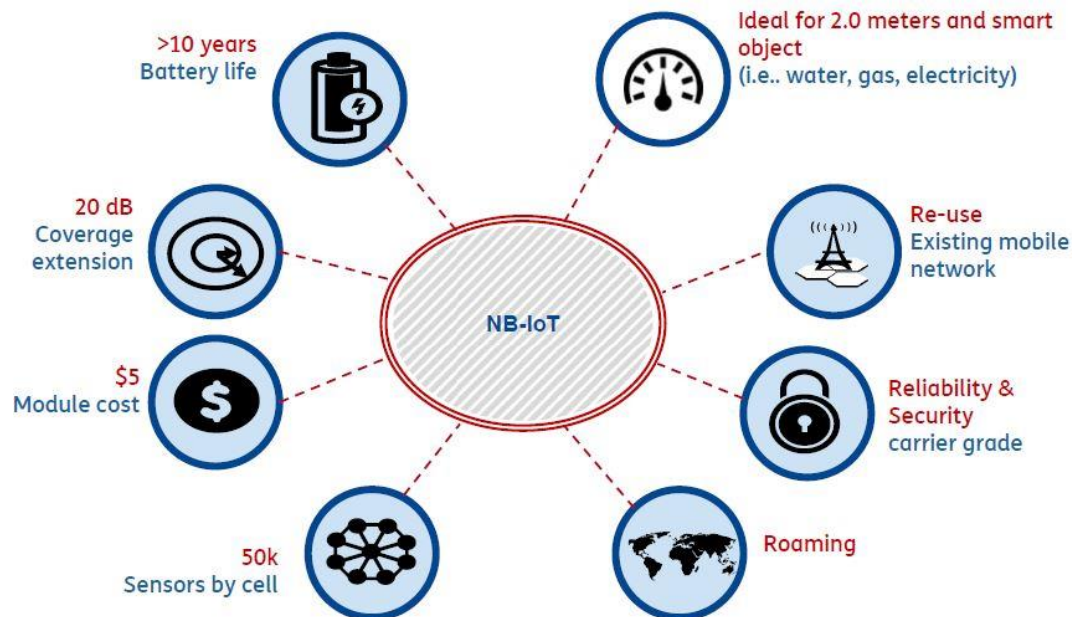 >10 years
Battery life
Ideal for 2.0 meters and smart
object
(i.e.. water, gas, electricity)
20 dB
Coverage
extension
Re-use
Existing mobile
network
NB-IoT
$5
Module cost
$
Reliability &
Security
carrier grade
50k
Sensors by cell
Roaming